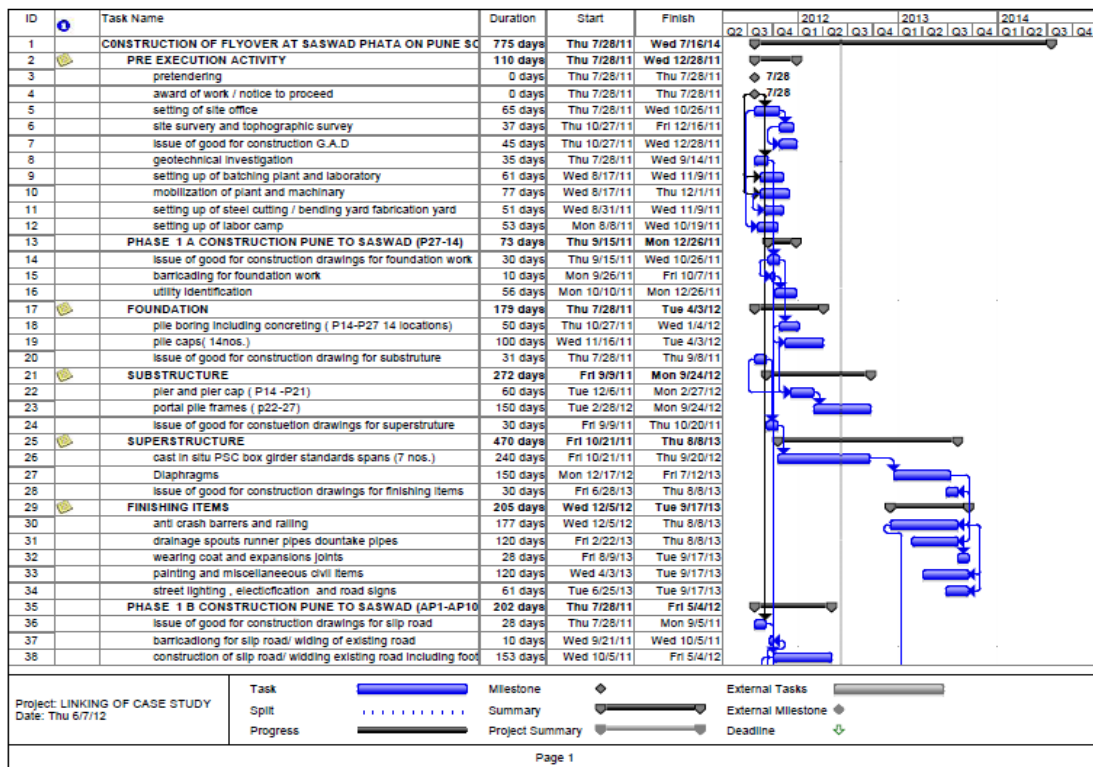 ID Task Name Duration Start Finish 2012 2013 2014
Q2 Q3 Q4 Q1 Q2 Q3 Q4 Q1 Q2 Q3 Q4 Q1 Q2 Q3 Q4
1 CONSTRUCTION OF FLYOVER AT SASWAD PHATA ON PUNE SC 775 days Thu 7/28/11 Wed 7/16/14
2 PRE EXECUTION ACTIVITY 110 days Thu 7/28/11 Wed 12/28/11
3 pretendering 0 days Thu 7/28/11 Thu 7/28/11 7/28
4 award of work / notice to proceed 0 days Thu 7/28/11 Thu 7/28/11 7/28
5 setting of site office 65 days Thu 7/28/11 Wed 10/26/11
6 site survery and tophographic survey 37 days Thu 10/27/11 Fri 12/16/11
7 issue of good for construction G.A.D 45 days Thu 10/27/11 Wed 12/28/11
8 geotechnical investigation 35 days Thu 7/28/11 Wed 9/14/11
9 setting up of batching plant and laboratory 61 days Wed 8/17/11 Wed 11/9/11
10 mobilization of plant and machinary 77 days Wed 8/17/11 Thu 12/1/11
11 setting up of steel cutting / bending yard fabrication yard 51 days Wed 8/31/11 Wed 11/9/11
12 setting up of labor camp 53 days Mon 8/8/11 Wed 10/19/11
13 PHASE 1 A CONSTRUCTION PUNE TO SASWAD (P27-14) 73 days Thu 9/15/11 Mon 12/26/11
14 issue of good for construction drawings for foundation work 30 days Thu 9/15/11 Wed 10/26/11
15 barricading for foundation work 10 days Mon 9/26/11 Fri 10/7/11
16 utility identification 56 days Mon 10/10/11 Mon 12/26/11
17 FOUNDATION 179 days Thu 7/28/11 Tue 4/3/12
18 pile boring including concreting ( P14-P27 14 locations) 50 days Thu 10/27/11 Wed 1/4/12
19 pile caps( 14nos.) 100 days Wed 11/16/11 Tue 4/3/12
20 issue of good for construction drawing for substruture 31 days Thu 7/28/11 Thu 9/8/11
21 SUBSTRUCTURE 272 days Fri 9/9/11 Mon 9/24/12
22 pier and pier cap ( P14 -P21) 60 days Tue 12/6/11 Mon 2/27/12
23 portal pile frames ( p22-27) 150 days Tue 2/28/12 Mon 9/24/12
24 issue of good for constuetion drawings for superstruture 30 days Fri 9/9/11 Thu 10/20/11
25 SUPERSTRUCTURE 470 days Fri 10/21/11 Thu 8/8/13
26 cast in situ PSC box girder standards spans (7 nos.) 240 days Fri 10/21/11 Thu 9/20/12
27 Diaphragms 150 days Mon 12/17/12 Fri 7/12/13
28 issue of good for construction drawings for finishing items 30 days Fri 6/28/13 Thu 8/8/13
29 FINISHING ITEMS 205 days Wed 12/5/12 Tue 9/17/13
30 anti crash barrers and railing 177 days Wed 12/5/12 Thu 8/8/13
31 drainage spouts runner pipes dountake pipes 120 days Fri 2/22/13 Thu 8/8/13
32 wearing coat and expansions joints 28 days Fri 8/9/13 Tue 9/17/13
33 painting and miscellaneeous civil items 120 days Wed 4/3/13 Tue 9/17/13
34 street lighting , electicfication and road signs 61 days Tue 6/25/13 Tue 9/17/13
35 PHASE 1 B CONSTRUCTION PUNE TO SASWAD (AP1-AP10 202 days Thu 7/28/11 Fri 5/4/12
36 issue of good for construction drawings for slip road 28 days Thu 7/28/11 Mon 9/5/11
37 barricadiong for slip road/ widing of existing road 10 days Wed 9/21/11 Wed 10/5/11
38 construction of slip road/ widding existing road including foot 153 days Wed 10/5/11 Fri 5/4/12
Project: LINKING OF CASE STUDY
Date: Thu 6/7/12
Task Milestone External Tasks
Split Summary External Milestone
Progress Project Summary Deadline
Page 1